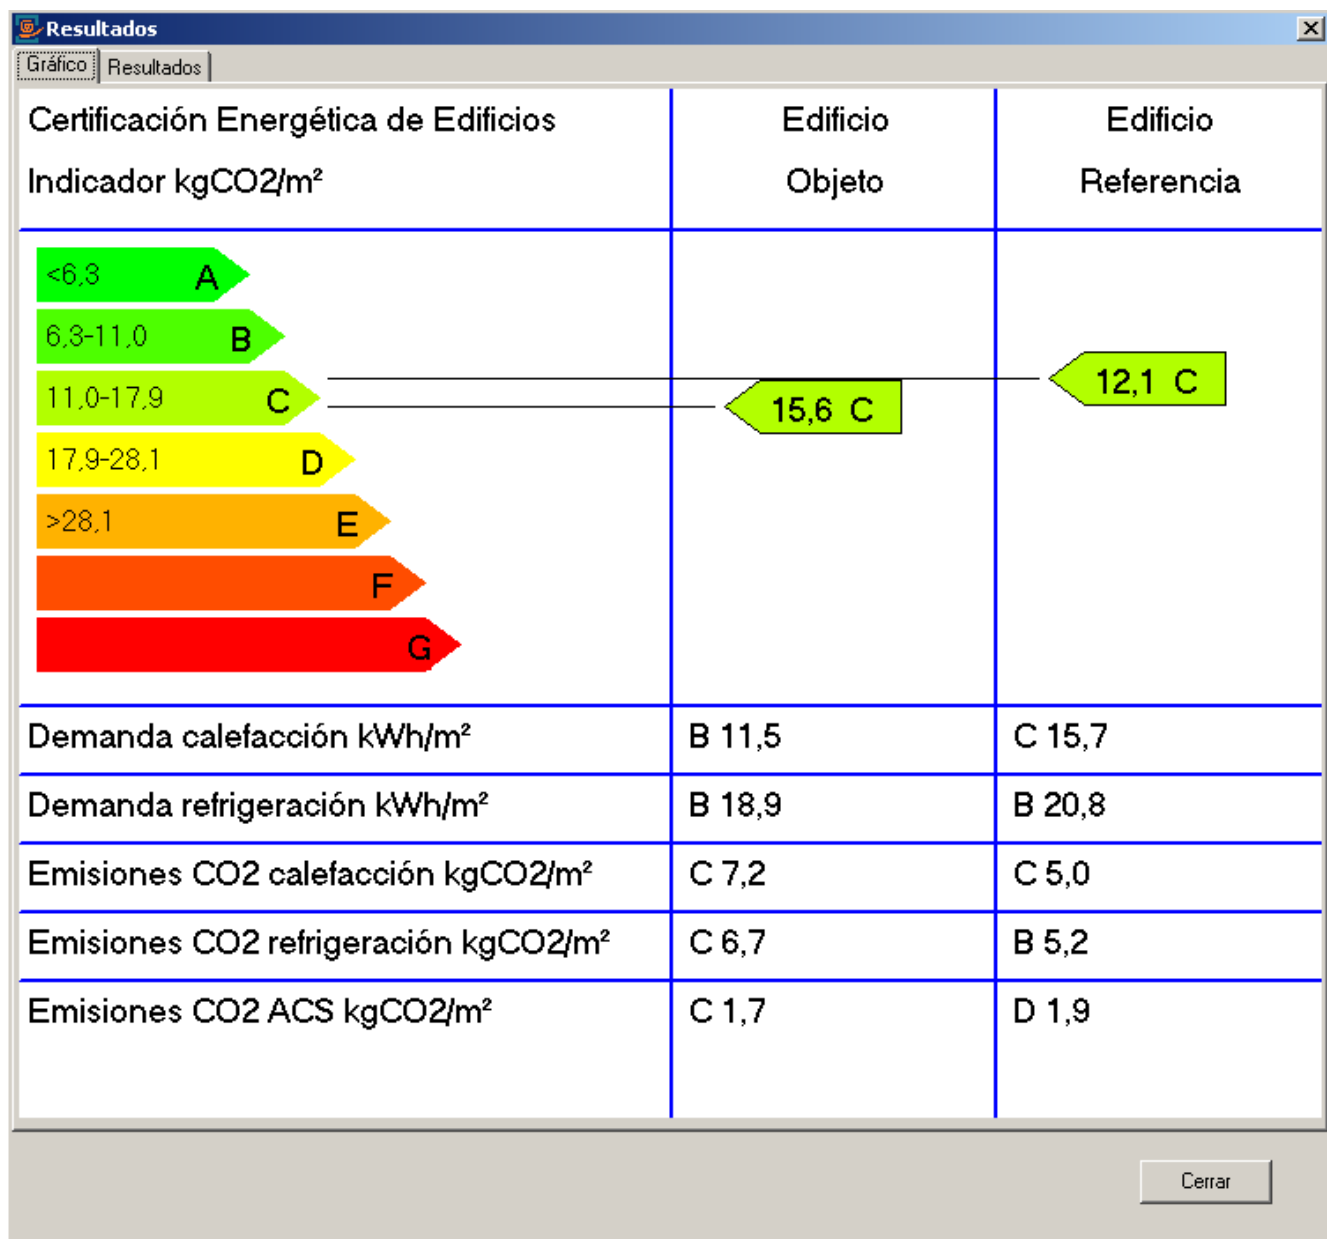 Resultados
Gráfico Resultados
Certificación Energética de Edificios
Indicador kgCO2/m²
Edificio
Objeto
Edificio
Referencia
<6,3 A
6,3-11,0 B
11,0-17,9 C
17,9-28,1 D
>28,1 E
F
G
15,6 C
12,1 C
Demanda calefacción kWh/m² B 11,5 C 15,7
Demanda refrigeración kWh/m² B 18,9 B 20,8
Emisiones CO2 calefacción kgCO2/m² C 7,2 C 5,0
Emisiones CO2 refrigeración kgCO2/m² C 6,7 B 5,2
Emisiones CO2 ACS kgCO2/m² C 1,7 D 1,9
Cerrar